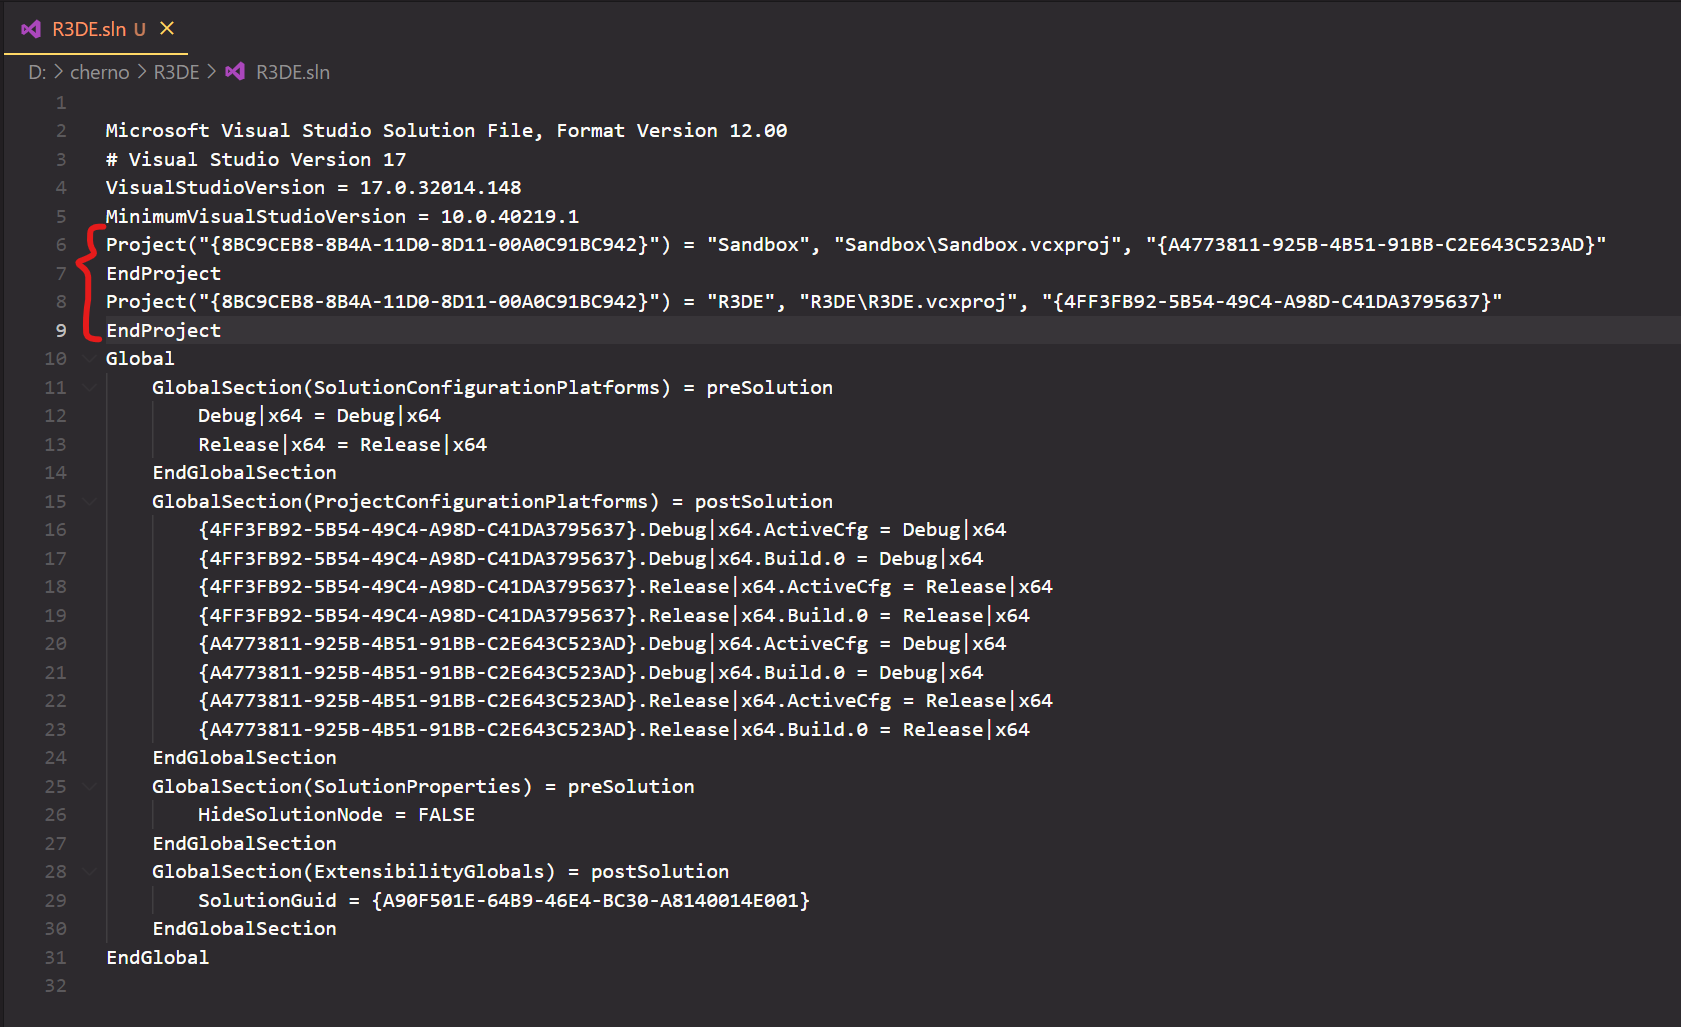 R3DE.sln U
D: > cherno > R3DE > R3DE.sln
1
2 Microsoft Visual Studio Solution File, Format Version 12.00
3 # Visual Studio Version 17
4 VisualStudioVersion = 17.0.32014.148
5 MinimumVisualStudioVersion = 10.0.40219.1
6 Project("{8BC9CEB8-8B4A-11D0-8D11-00A0C91BC942}") = "Sandbox", "Sandbox\Sandbox.vcxproj", "{A4773811-925B-4B51-91BB-C2E643C523AD}"
7 EndProject
8 Project("{8BC9CEB8-8B4A-11D0-8D11-00A0C91BC942}") = "R3DE", "R3DE\R3DE.vcxproj", "{4FF3FB92-5B54-49C4-A98D-C41DA3795637}"
9 EndProject
10 Global
11 GlobalSection(SolutionConfigurationPlatforms) = preSolution
12 Debug|x64 = Debug|x64
13 Release|x64 = Release|x64
14 EndGlobalSection
15 GlobalSection(ProjectConfigurationPlatforms) = postSolution
16 {4FF3FB92-5B54-49C4-A98D-C41DA3795637}.Debug|x64.ActiveCfg = Debug|x64
17 {4FF3FB92-5B54-49C4-A98D-C41DA3795637}.Debug|x64.Build.0 = Debug|x64
18 {4FF3FB92-5B54-49C4-A98D-C41DA3795637}.Release|x64.ActiveCfg = Release|x64
19 {4FF3FB92-5B54-49C4-A98D-C41DA3795637}.Release|x64.Build.0 = Release|x64
20 {A4773811-925B-4B51-91BB-C2E643C523AD}.Debug|x64.ActiveCfg = Debug|x64
21 {A4773811-925B-4B51-91BB-C2E643C523AD}.Debug|x64.Build.0 = Debug|x64
22 {A4773811-925B-4B51-91BB-C2E643C523AD}.Release|x64.ActiveCfg = Release|x64
23 {A4773811-925B-4B51-91BB-C2E643C523AD}.Release|x64.Build.0 = Release|x64
24 EndGlobalSection
25 GlobalSection(SolutionProperties) = preSolution
26 HideSolutionNode = FALSE
27 EndGlobalSection
28 GlobalSection(ExtensibilityGlobals) = postSolution
29 SolutionGuid = {A90F501E-64B9-46E4-BC30-A8140014E001}
30 EndGlobalSection
31 EndGlobal
32